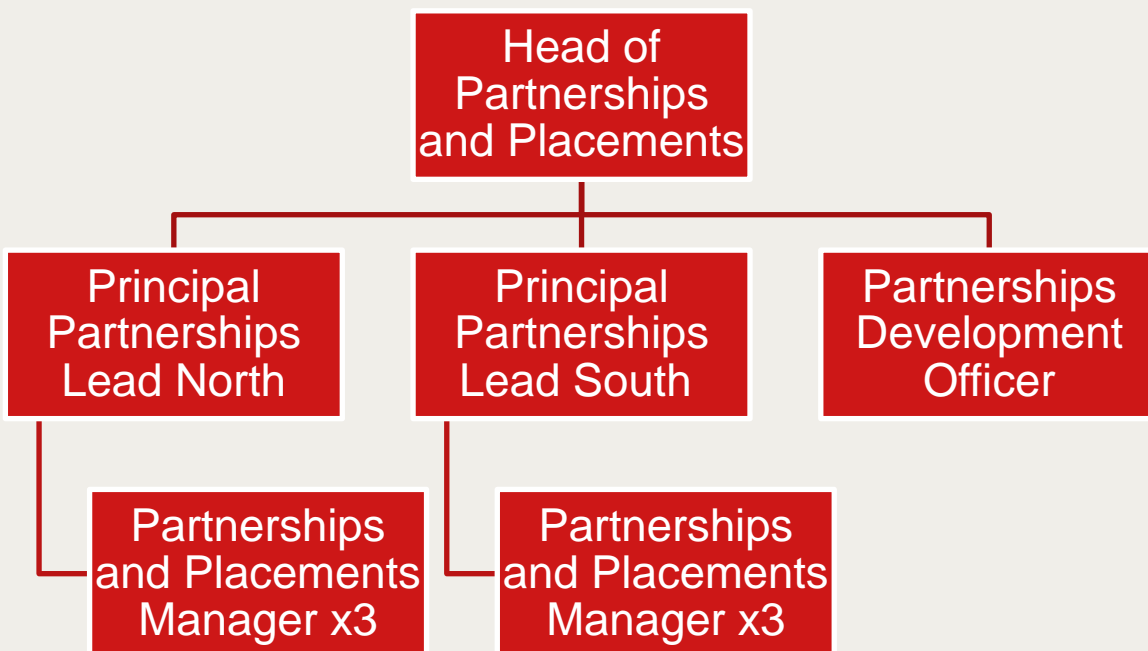 Head of
Partnerships
and Placements
Principal
Partnerships
Lead North
Principal
Partnerships
Lead South
Partnerships
Development
Officer
Partnerships
and Placements
Manager x3
Partnerships
and Placements
Manager x3